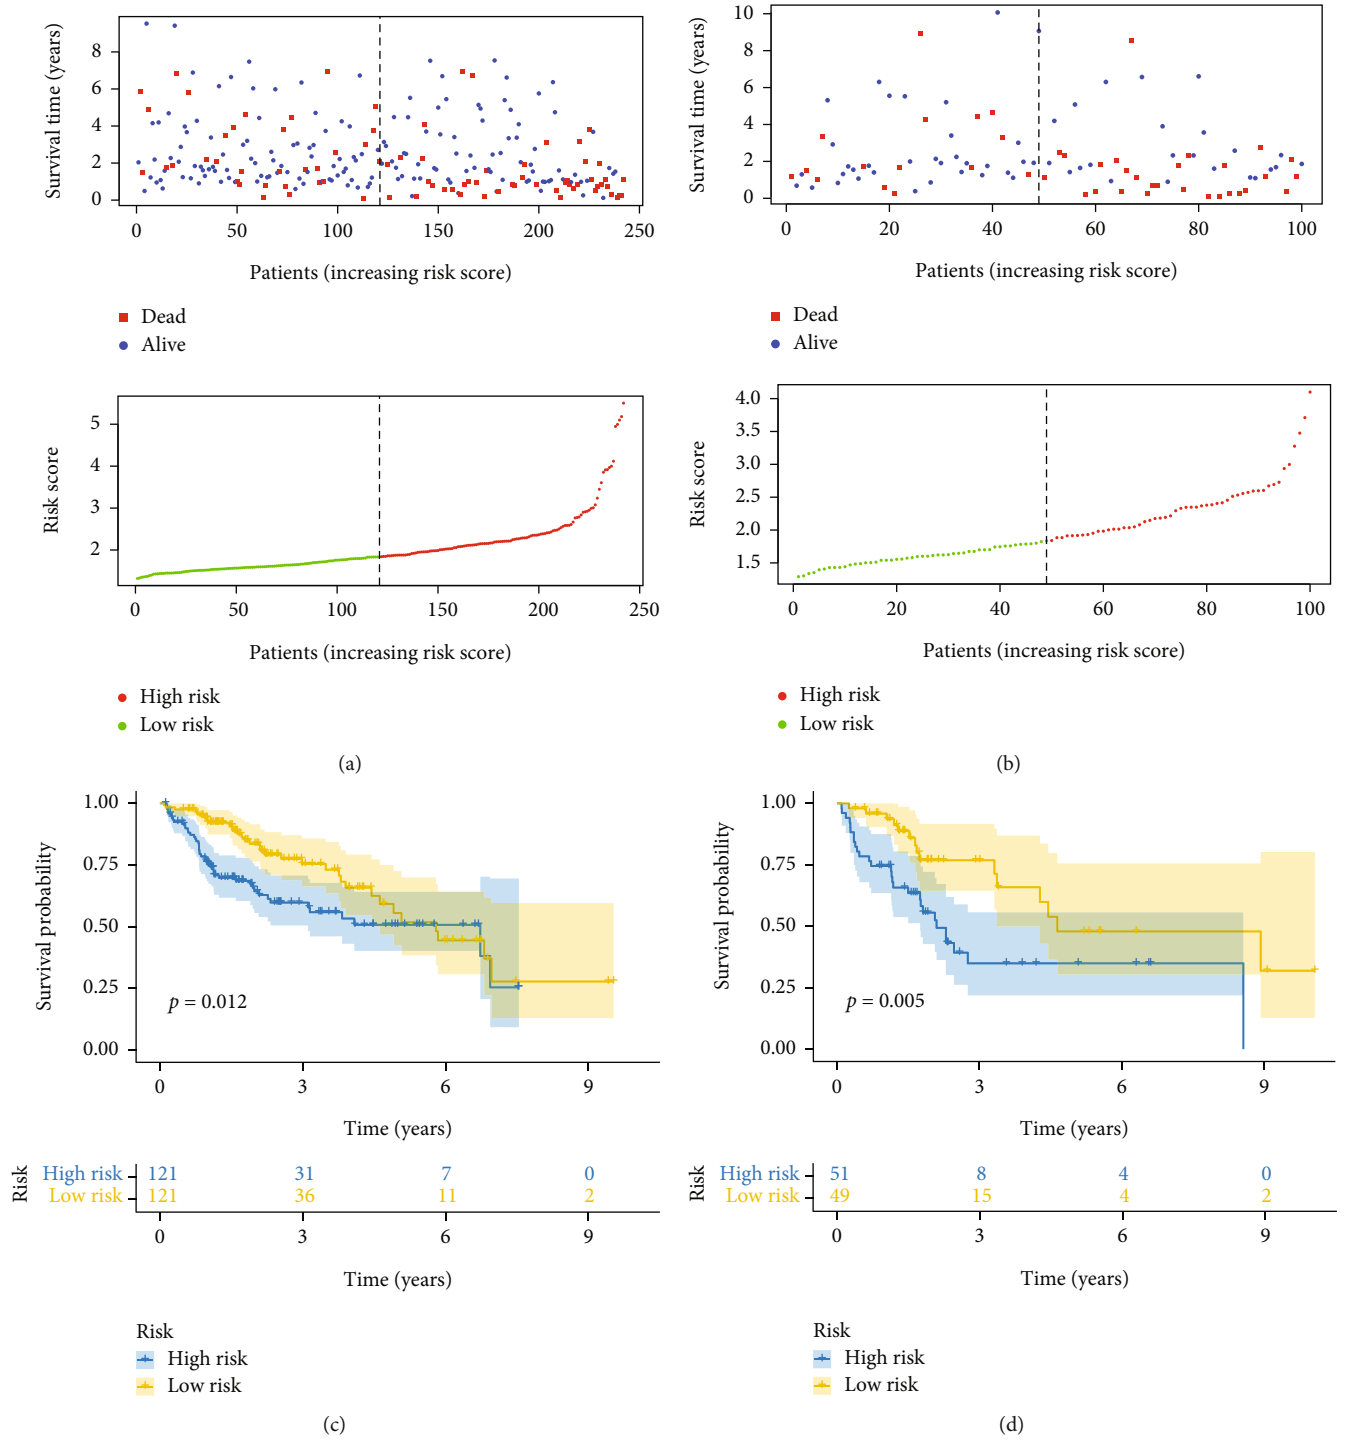 Survival time (years)
8
6
4
2
0
0 50 100 150 200 250
Patients (increasing risk score)
Dead
Alive
Risk score
5
4
3
2
0 50 100 150 200 250
Patients (increasing risk score)
High risk
Low risk
(a)
Survival time (years)
10
8
6
4
2
0
0 20 40 60 80 100
Patients (increasing risk score)
Dead
Alive
Risk score
4.0
3.5
3.0
2.5
2.0
1.5
0 20 40 60 80 100
Patients (increasing risk score)
High risk
Low risk
(b)
Survival probability
1.00
0.75
0.50
0.25
0.00
p = 0.012
0 3 6 9
Time (years)
Risk
High risk 121 31 7 0
Low risk 121 36 11 2
0 3 6 9
Time (years)
Risk
High risk
Low risk
(c)
Survival probability
1.00
0.75
0.50
0.25
0.00
p = 0.005
0 3 6 9
Time (years)
Risk
High risk 51 8 4 0
Low risk 49 15 4 2
0 3 6 9
Time (years)
Risk
High risk
Low risk
(d)